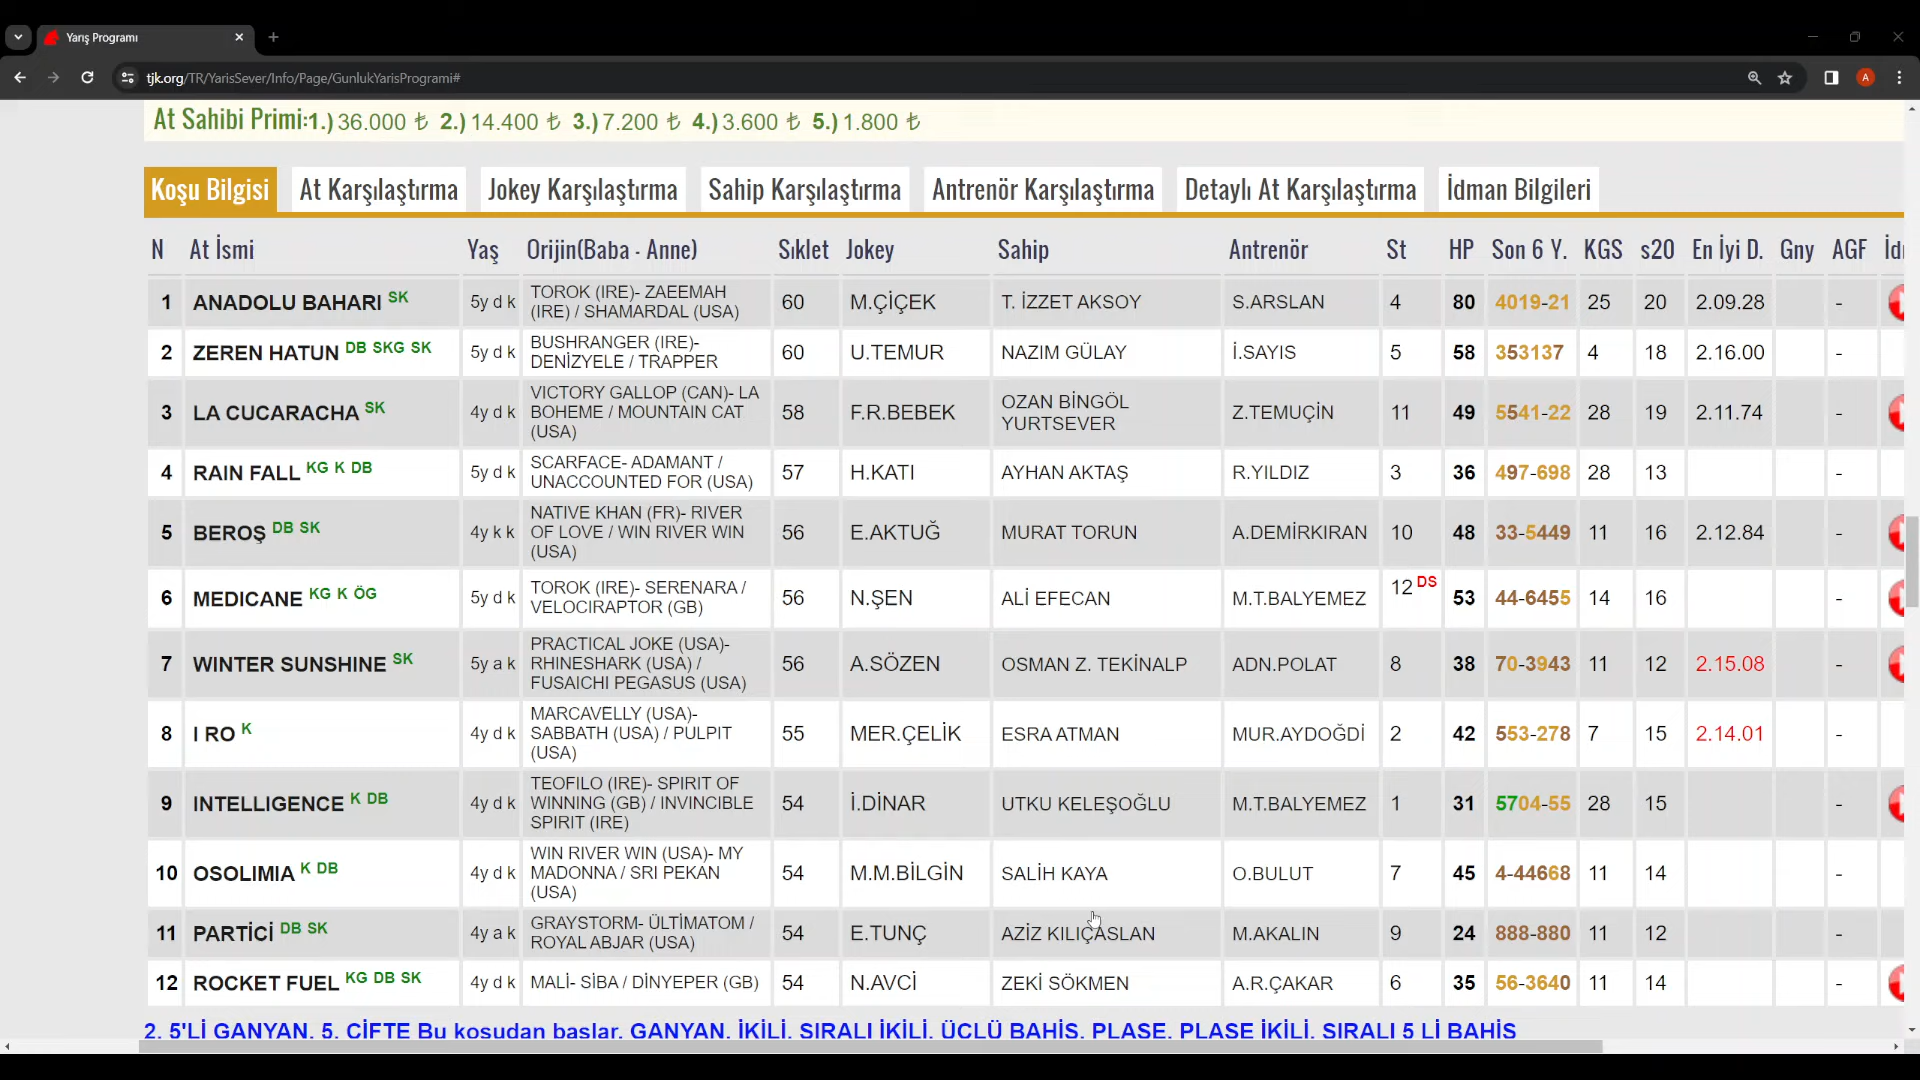 Yarış Programı
tjk.org/TR/YarisSever/Info/Page/GunlukYarisProgrami#
A
At Sahibi Primi:1.) 36.000 ₺ 2.) 14.400 ₺ 3.) 7.200 ₺ 4.) 3.600 ₺ 5.) 1.800 ₺
Koşu Bilgisi At Karşılaştırma Jokey Karşılaştırma Sahip Karşılaştırma Antrenör Karşılaştırma Detaylı At Karşılaştırma İdman Bilgileri
N At İsmi Yaş Orijin(Baba - Anne) Sıklet Jokey Sahip Antrenör St HP Son 6 Y. KGS s20 En İyi D. Gny AGF
1 ANADOLU BAHARI SK 5y d k TOROK (IRE)- ZAEEMAH (IRE) / SHAMARDAL (USA) 60 M.ÇİÇEK T. İZZET AKSOY S.ARSLAN 4 80 4019-21 25 20 2.09.28 -
2 ZEREN HATUN DB SKG SK 5y d k BUSHRANGER (IRE)- DENİZYELE / TRAPPER 60 U.TEMUR NAZIM GÜLAY İ.SAYIS 5 58 353137 4 18 2.16.00 -
3 LA CUCARACHA SK 4y d k VICTORY GALLOP (CAN)- LA BOHEME / MOUNTAIN CAT (USA) 58 F.R.BEBEK OZAN BİNGÖL YURTSEVER Z.TEMUÇİN 11 49 5541-22 28 19 2.11.74 -
4 RAIN FALL KG K DB 5y d k SCARFACE- ADAMANT / UNACCOUNTED FOR (USA) 57 H.KATI AYHAN AKTAŞ R.YILDIZ 3 36 497-698 28 13 -
5 BEROŞ DB SK 4y k k NATIVE KHAN (FR)- RIVER OF LOVE / WIN RIVER WIN (USA) 56 E.AKTUĞ MURAT TORUN A.DEMİRKIRAN 10 48 33-5449 11 16 2.12.84 -
6 MEDICANE KG K ÖG 5y d k TOROK (IRE)- SERENARA / VELOCIRAPTOR (GB) 56 N.ŞEN ALİ EFECAN M.T.BALYEMEZ 12 DS 53 44-6455 14 16 -
7 WINTER SUNSHINE SK 5y a k PRACTICAL JOKE (USA)- RHINESHARK (USA) / FUSAICHI PEGASUS (USA) 56 A.SÖZEN OSMAN Z. TEKİNALP ADN.POLAT 8 38 70-3943 11 12 2.15.08 -
8 I RO K 4y d k MARCAVELLY (USA)- SABBATH (USA) / PULPIT (USA) 55 MER.ÇELİK ESRA ATMAN MUR.AYDOĞDİ 2 42 553-278 7 15 2.14.01 -
9 INTELLIGENCE K DB 4y d k TEOFILO (IRE)- SPIRIT OF WINNING (GB) / INVINCIBLE SPIRIT (IRE) 54 İ.DİNAR UTKU KELEŞOĞLU M.T.BALYEMEZ 1 31 5704-55 28 15 -
10 OSOLIMIA K DB 4y d k WIN RIVER WIN (USA)- MY MADONNA / SRI PEKAN (USA) 54 M.M.BİLGİN SALİH KAYA O.BULUT 7 45 4-44668 11 14 -
11 PARTİCİ DB SK 4y a k GRAYSTORM- ÜLTİMATOM / ROYAL ABJAR (USA) 54 E.TUNÇ AZİZ KILIÇASLAN M.AKALIN 9 24 888-880 11 12 -
12 ROCKET FUEL KG DB SK 4y d k MALİ- SİBA / DİNYEPER (GB) 54 N.AVCİ ZEKİ SÖKMEN A.R.ÇAKAR 6 35 56-3640 11 14 -
2. 5'Lİ GANYAN, 5. ÇİFTE Bu koşudan başlar. GANYAN, İKİLİ, SIRALI İKİLİ, ÜÇLÜ BAHİS, PLASE, PLASE İKİLİ, SIRALI 5 Lİ BAHİS